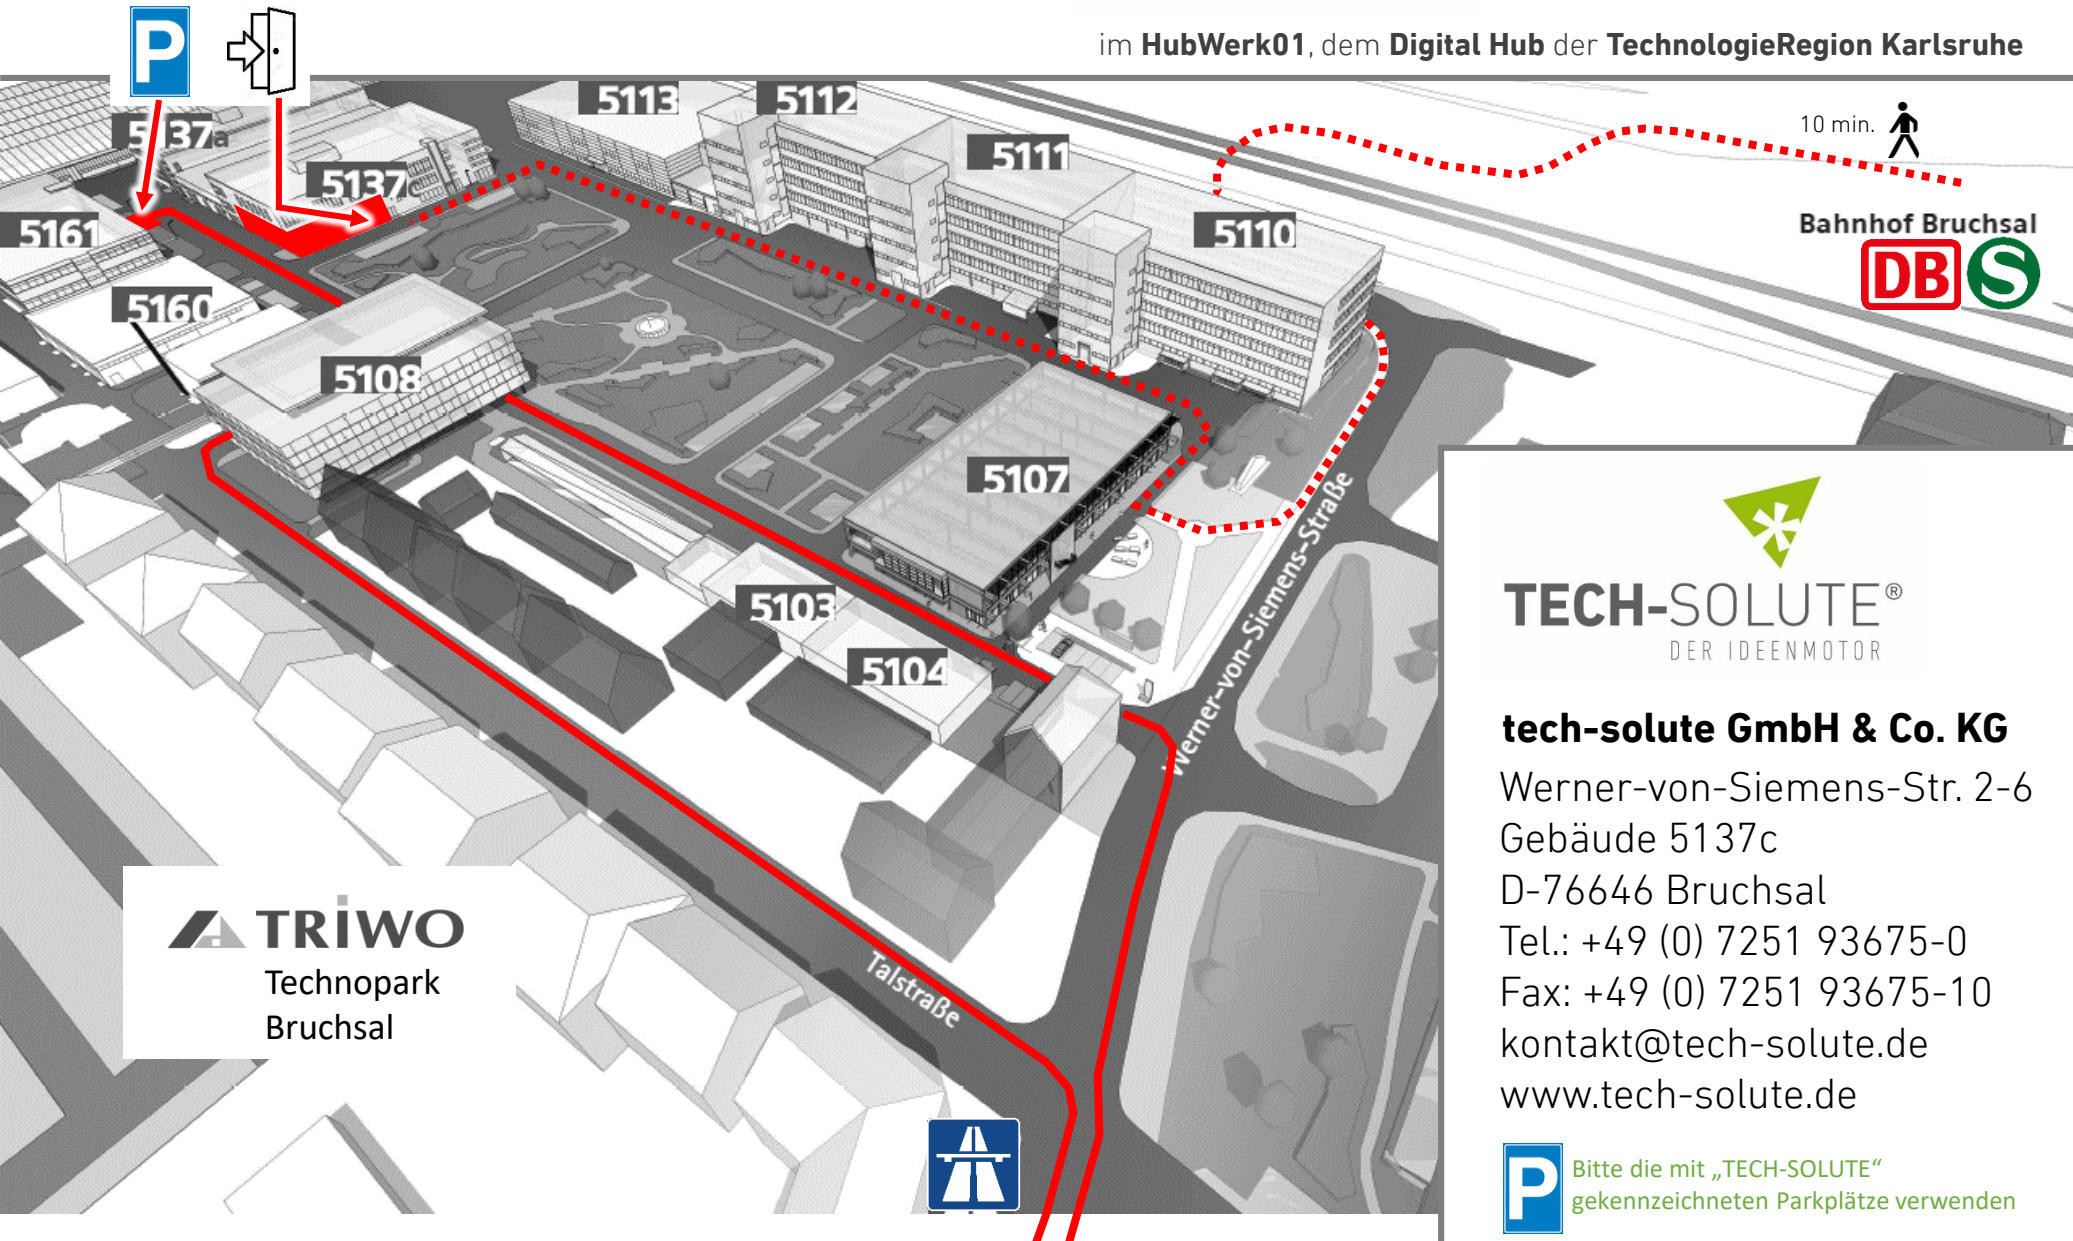 P
im HubWerk01, dem Digital Hub der TechnologieRegion Karlsruhe
5113
5112
10 min.
5137a
5111
5137c
5161
5110
Bahnhof Bruchsal
DB S
5160
5108
5107
Werner-von-Siemens-Straße
TECH-SOLUTE®
DER IDEENMOTOR
5103
5104
tech-solute GmbH & Co. KG
Werner-von-Siemens-Str. 2-6
Gebäude 5137c
D-76646 Bruchsal
Tel.: +49 (0) 7251 93675-0
Fax: +49 (0) 7251 93675-10
kontakt@tech-solute.de
www.tech-solute.de
TRIWO
Technopark
Bruchsal
Talstraße
P
Bitte die mit „TECH-SOLUTE“
gekennzeichneten Parkplätze verwenden